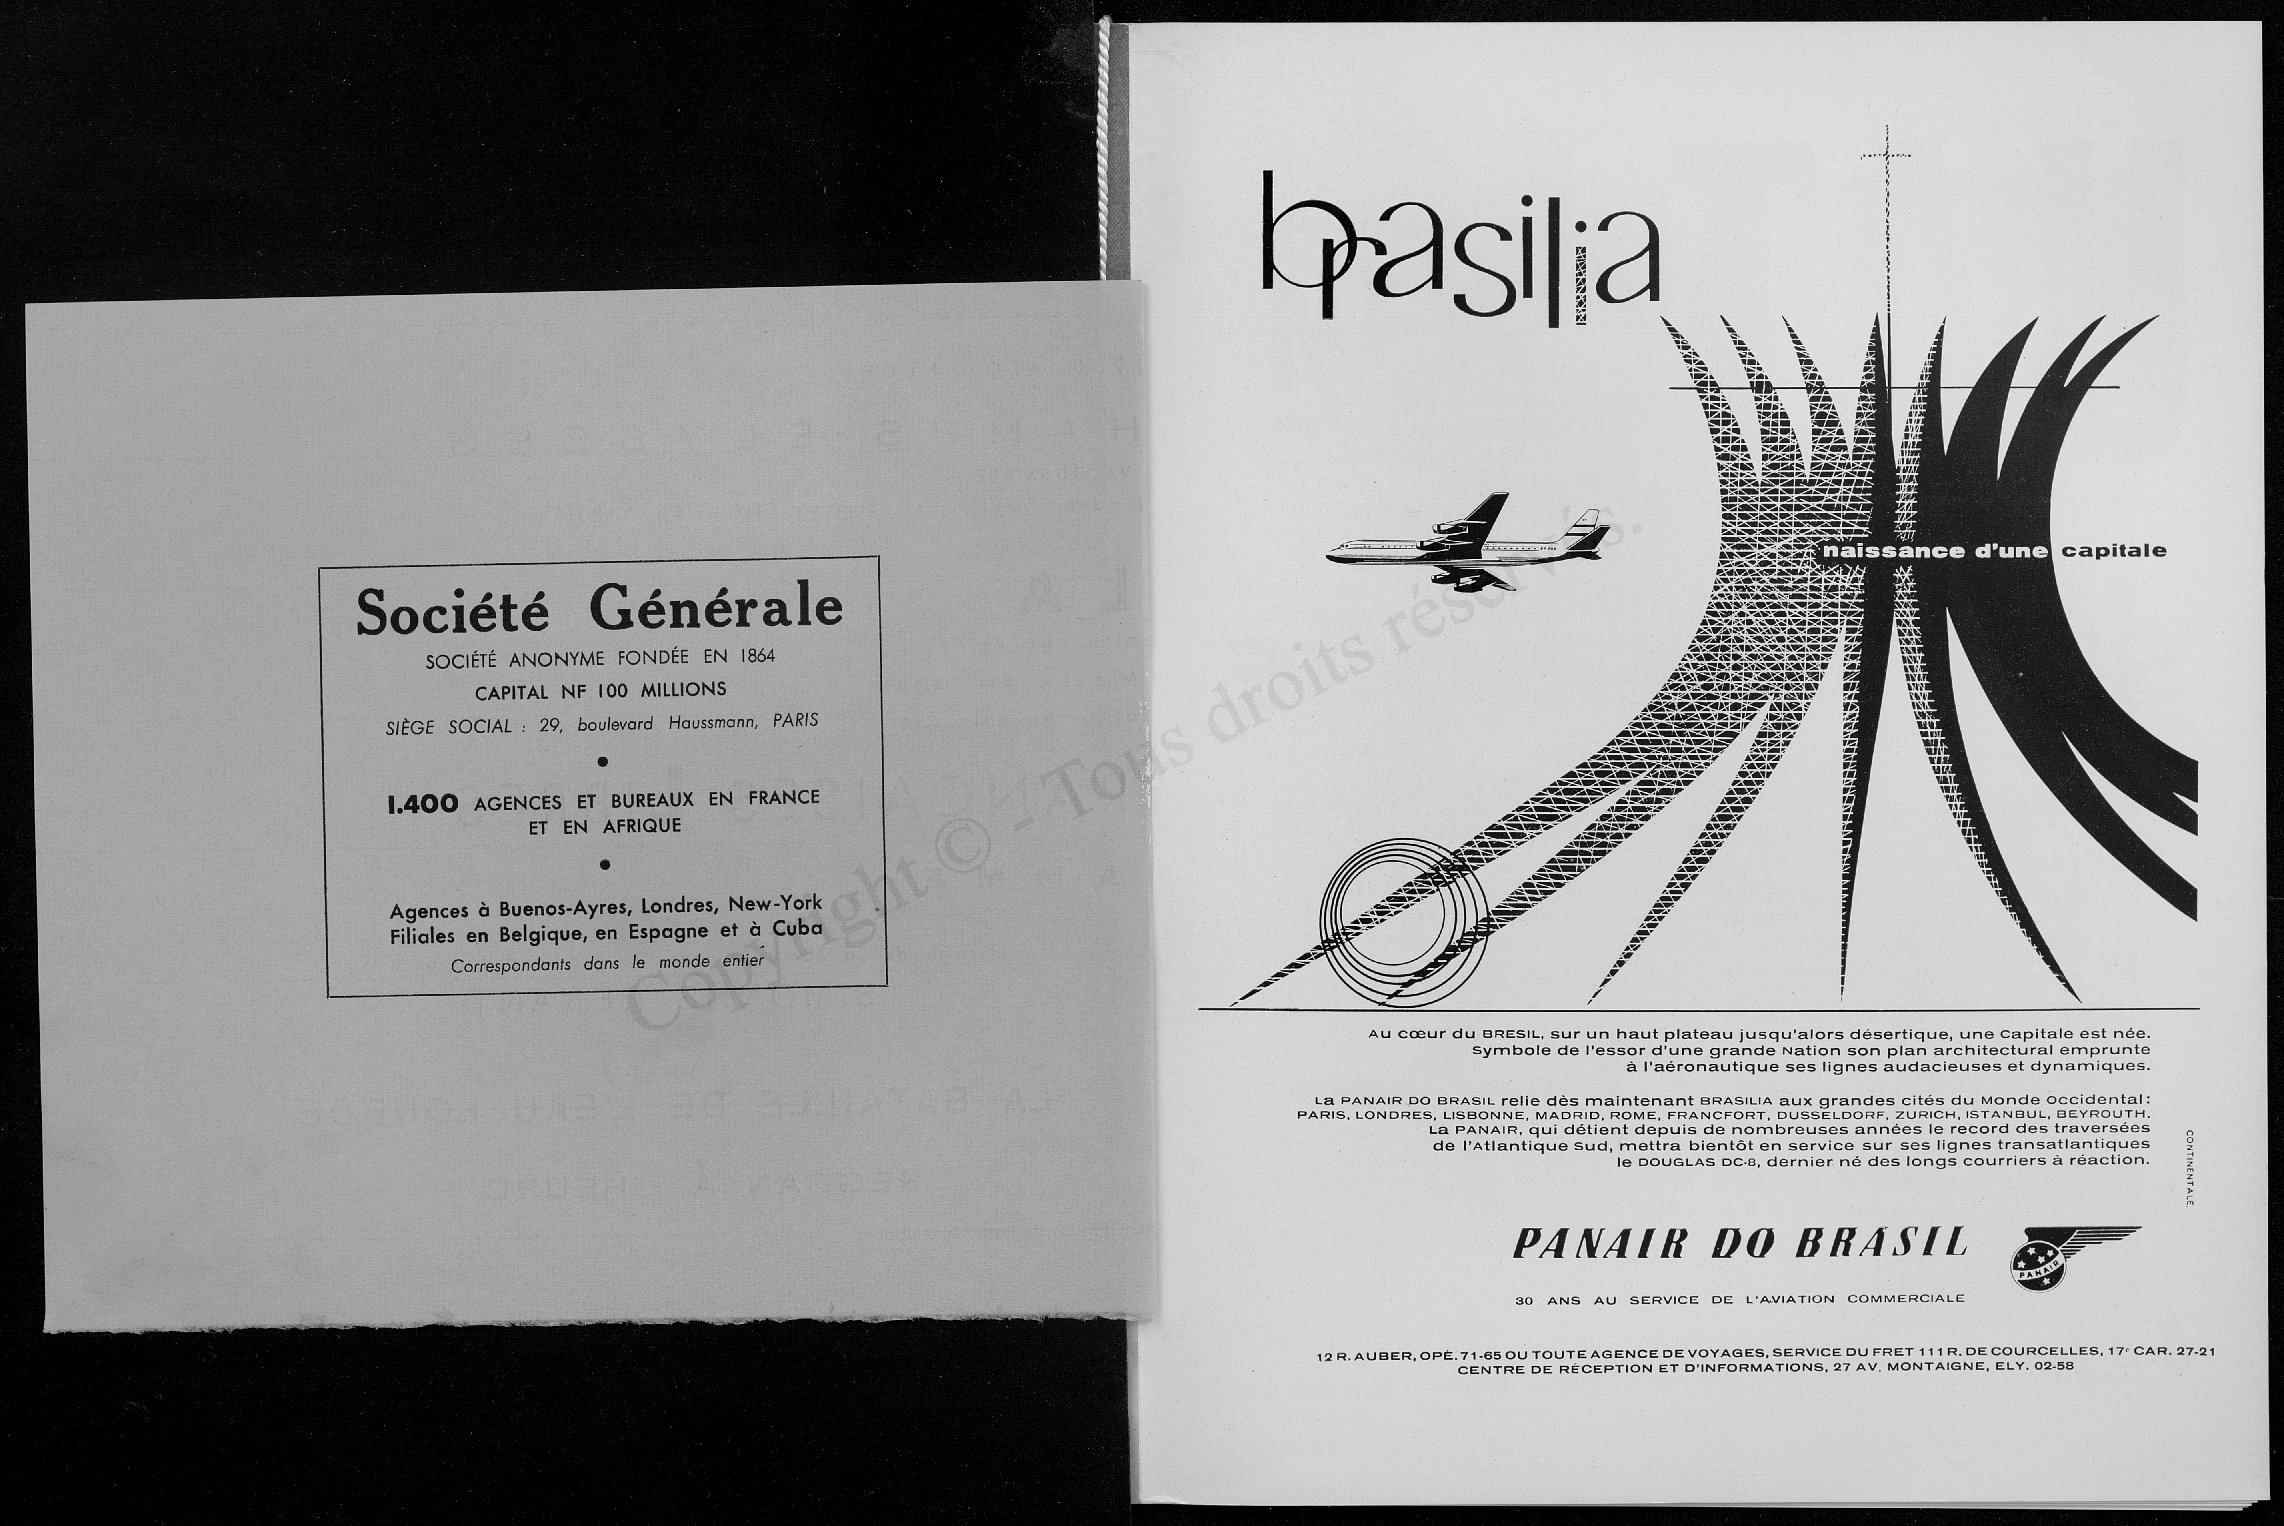 Société Générale
SOCIÉTÉ ANONYME FONDÉE EN 1864
CAPITAL NF 100 MILLIONS
SIÈGE SOCIAL : 29, boulevard Haussmann, PARIS
1.400 AGENCES ET BUREAUX EN FRANCE
ET EN AFRIQUE
Agences à Buenos-Ayres, Londres, New-York
Filiales en Belgique, en Espagne et à Cuba
Correspondants dans le monde entier
Copyright © - Tous droits réservés.
brasilia
naissance d'une capitale
Au cœur du BRESIL, sur un haut plateau jusqu'alors désertique, une Capitale est née.
Symbole de l'essor d'une grande Nation son plan architectural emprunte
à l'aéronautique ses lignes audacieuses et dynamiques.
La PANAIR DO BRASIL relie dès maintenant BRASILIA aux grandes cités du Monde Occidental:
PARIS, LONDRES, LISBONNE, MADRID, ROME, FRANCFORT, DUSSELDORF, ZURICH, ISTANBUL, BEYROUTH.
La PANAIR, qui détient depuis de nombreuses années le record des traversées
de l'Atlantique Sud, mettra bientôt en service sur ses lignes transatlantiques
le DOUGLAS DC-8, dernier né des longs courriers à réaction.
CONTINENTALE.
PANAIR DO BRASIL
PANAIR
30 ANS AU SERVICE DE L'AVIATION COMMERCIALE
12 R. AUBER, OPÉ. 71-65 OU TOUTE AGENCE DE VOYAGES, SERVICE DU FRET 111 R. DE COURCELLES, 17e CAR. 27-21
CENTRE DE RÉCEPTION ET D'INFORMATIONS, 27 AV. MONTAIGNE, ELY. 02-58